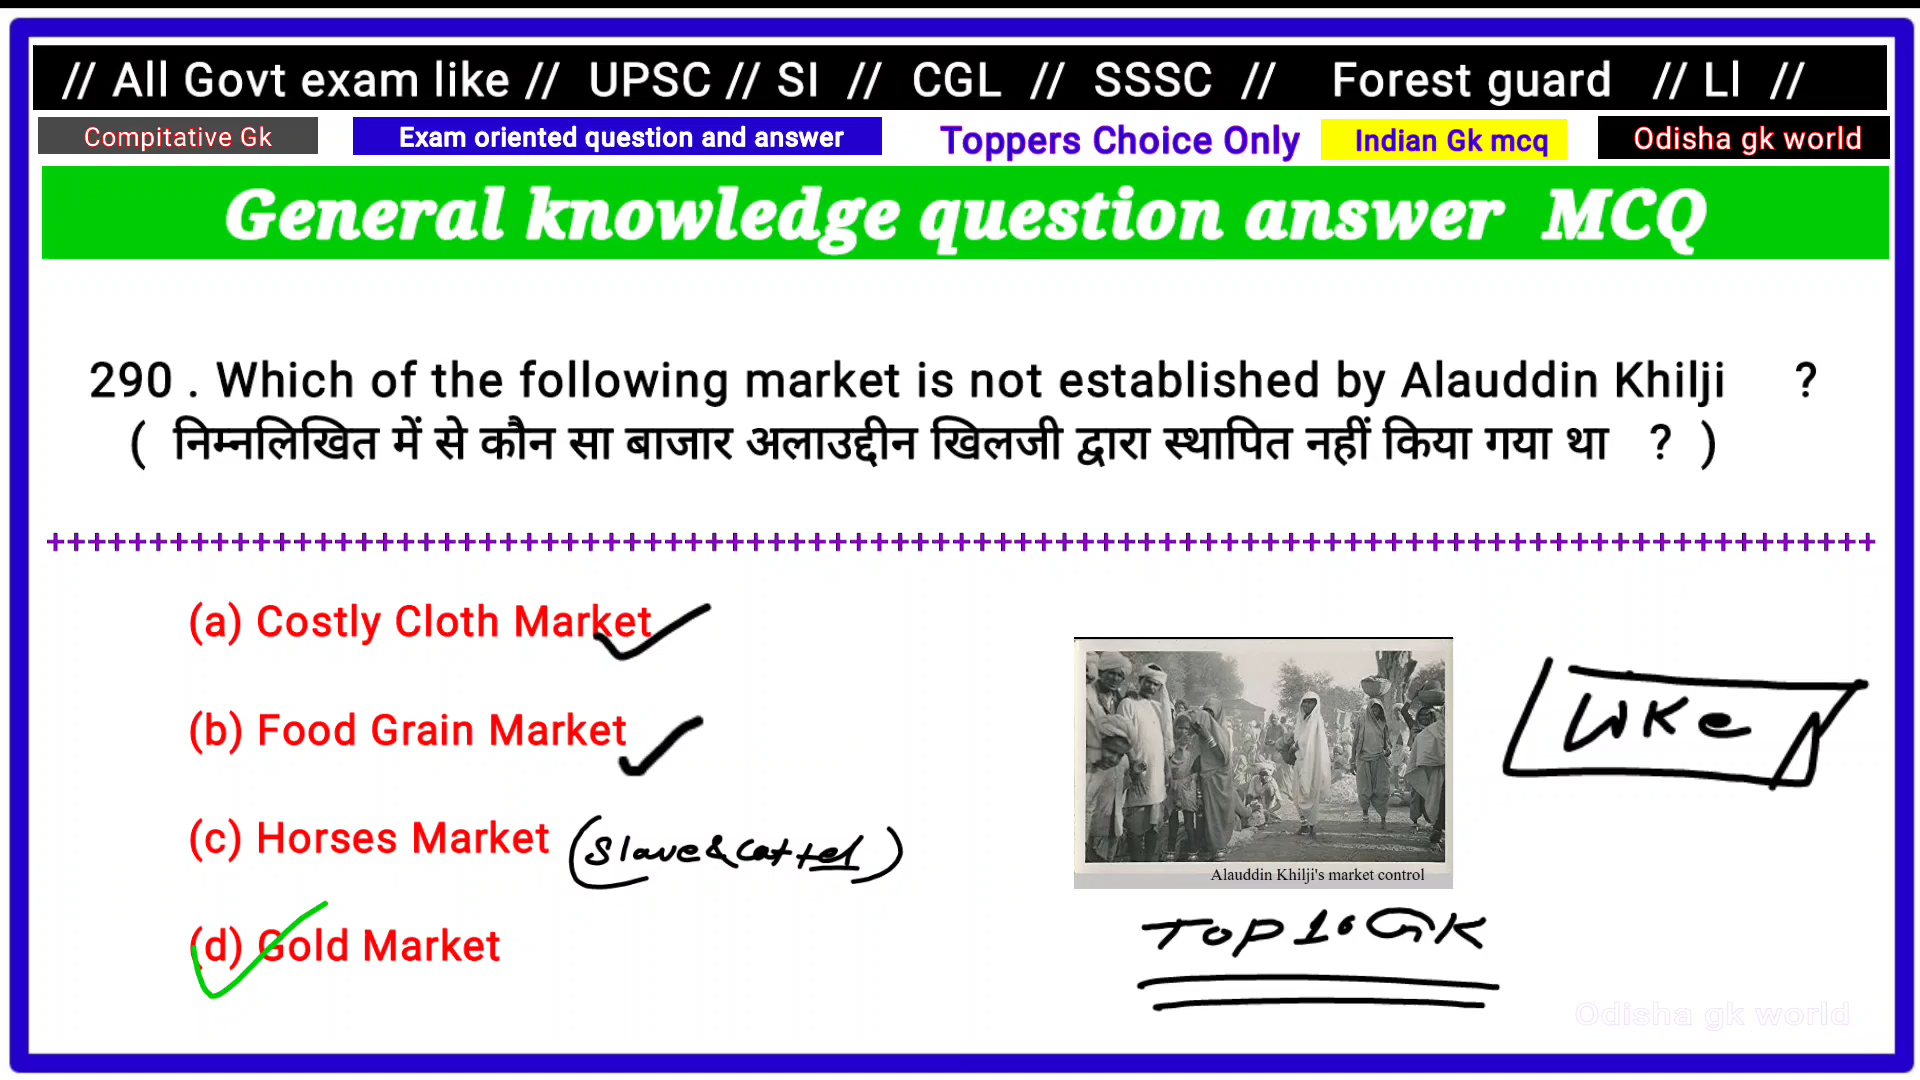 // All Govt exam like // UPSC // SI // CGL // SSSC // Forest guard // Ll //
Compitative Gk Exam oriented question and answer Toppers Choice Only Indian Gk mcq Odisha gk world
General knowledge question answer MCQ
290 . Which of the following market is not established by Alauddin Khilji ?
( निम्नलिखित में से कौन सा बाजार अलाउद्दीन खिलजी द्वारा स्थापित नहीं किया गया था ? )
+++++++++++++++++++++++++++++++++++++++++++++++++++++++++++++++++++++++++++++++++++++++++
(a) Costly Cloth Market
(b) Food Grain Market
Like
(c) Horses Market (Slave & Cattel)
Alauddin Khilji's market control
(d) Gold Market
TOP 10 GK
Odisha gk world